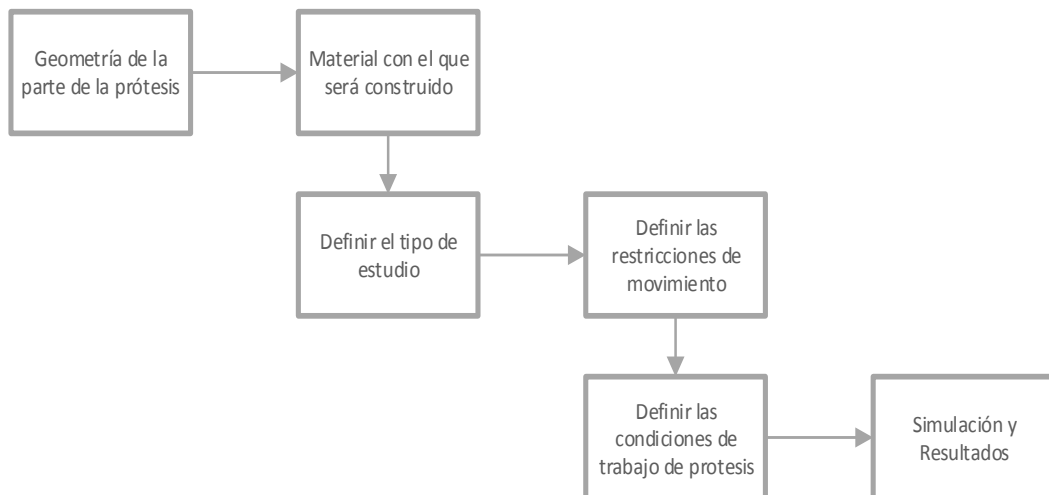 Geometría de la
parte de la prótesis
Material con el que
será construido
Definir el tipo de
estudio
Definir las
restricciones de
movimiento
Definir las
condiciones de
trabajo de protesis
Simulación y
Resultados